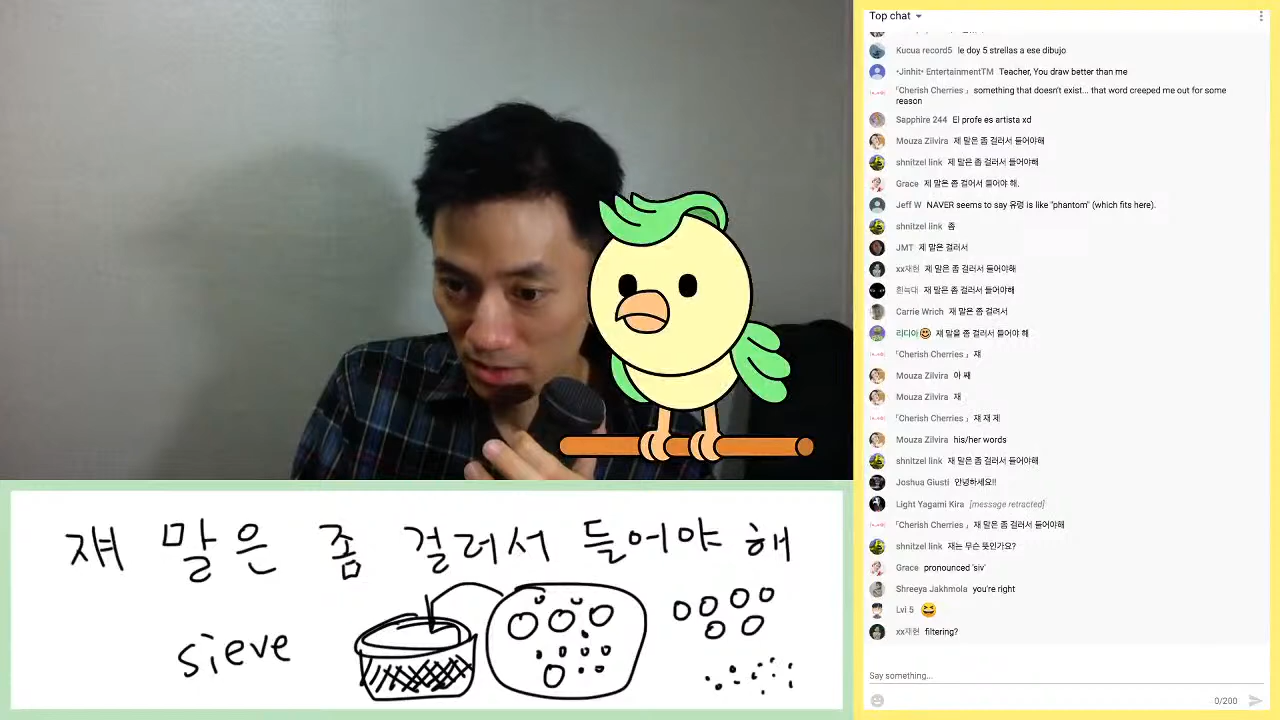 Top chat
Kucua record5 le doy 5 strellas a ese dibujo
•Jinhit• EntertainmentTM Teacher, You draw better than me
「Cherish Cherries」 something that doesn't exist... that word creeped me out for some
reason
Sapphire 244 El profe es artista xd
Mouza Zilvira 제 말은 좀 걸러서 들어야해
shnitzel link 제 말은 좀 걸러서 들어야해
Grace 제 말은 좀 걸어서 들어야 해.
Jeff W NAVER seems to say 유령 is like "phantom" (which fits here).
shnitzel link 좀
JMT 제 말은 걸러서
xx재현 제 말은 좀 걸러서 들어야해
흰늑대 재 말은 좀 걸러서 들어야해
Carrie Wrich 재 말은 좀 걸려서
리디아 재 말을 좀 걸러서 들어야 해
「Cherish Cherries」 재
Mouza Zilvira 아 째
Mouza Zilvira 재
「Cherish Cherries」 쟤 재 제
Mouza Zilvira his/her words
shnitzel link 재 말은 좀 걸러서 들어야해
Joshua Giusti 안녕하세요!!
Light Yagami Kira [message retracted]
「Cherish Cherries」 재 말은 좀 걸러서 들어야해
shnitzel link 재는 무슨 뜻인가요?
Grace pronounced 'siv'
Shreeya Jakhmola you're right
Lvi 5
xx재현 filtering?
Say something...
0/200
쟤 말은 좀 걸러서 들어야 해
sieve